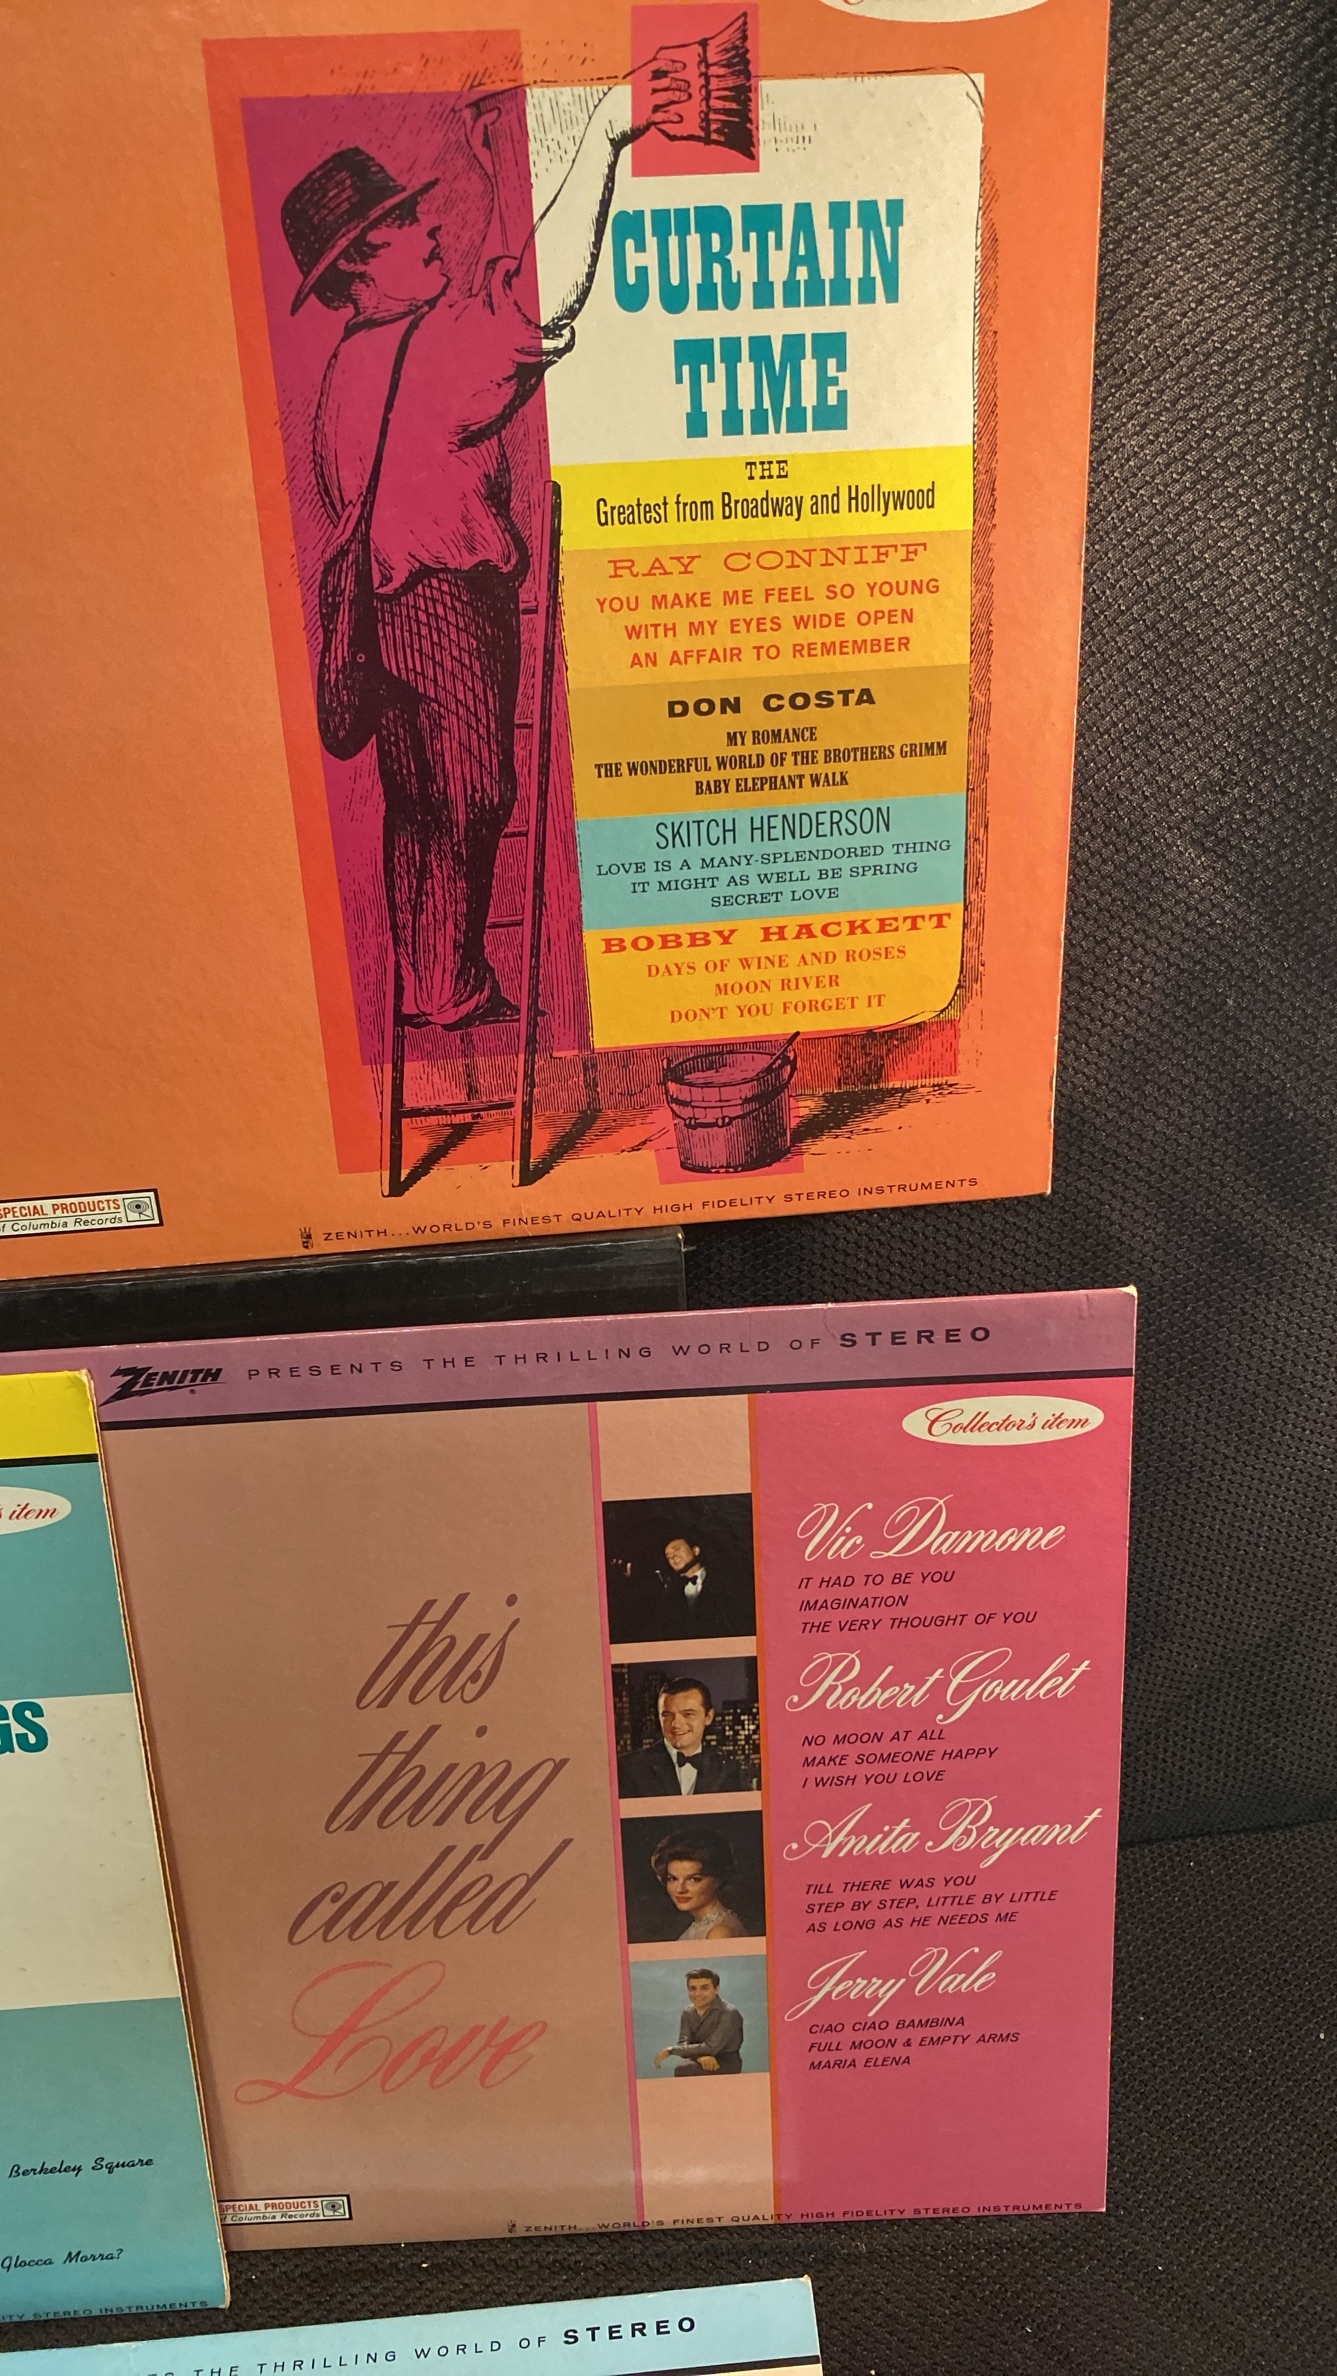 CURTAIN
TIME
THE
Greatest from Broadway and Hollywood
RAY CONNIFF
YOU MAKE ME FEEL SO YOUNG
WITH MY EYES WIDE OPEN
AN AFFAIR TO REMEMBER
DON COSTA
MY ROMANCE
THE WONDERFUL WORLD OF THE BROTHERS GRIMM
BABY ELEPHANT WALK
SKITCH HENDERSON
LOVE IS A MANY-SPLENDORED THING
IT MIGHT AS WELL BE SPRING
SECRET LOVE
BOBBY HACKETT
DAYS OF WINE AND ROSES
MOON RIVER
DON'T YOU FORGET IT
SPECIAL PRODUCTS
of Columbia Records
ZENITH...WORLD'S FINEST QUALITY HIGH FIDELITY STEREO INSTRUMENTS
ZENITH® PRESENTS THE THRILLING WORLD OF STEREO
Collector's item
this
thing
called
Love
Vic Damone
IT HAD TO BE YOU
IMAGINATION
THE VERY THOUGHT OF YOU
Robert Goulet
NO MOON AT ALL
MAKE SOMEONE HAPPY
I WISH YOU LOVE
Anita Bryant
TILL THERE WAS YOU
STEP BY STEP, LITTLE BY LITTLE
AS LONG AS HE NEEDS ME
Jerry Vale
CIAO CIAO BAMBINA
FULL MOON & EMPTY ARMS
MARIA ELENA
SPECIAL PRODUCTS
of Columbia Records
ZENITH...WORLD'S FINEST QUALITY HIGH FIDELITY STEREO INSTRUMENTS
item
GS
Berkeley Square
Glocca Morra?
STEREO INSTRUMENTS
THE THRILLING WORLD OF STEREO